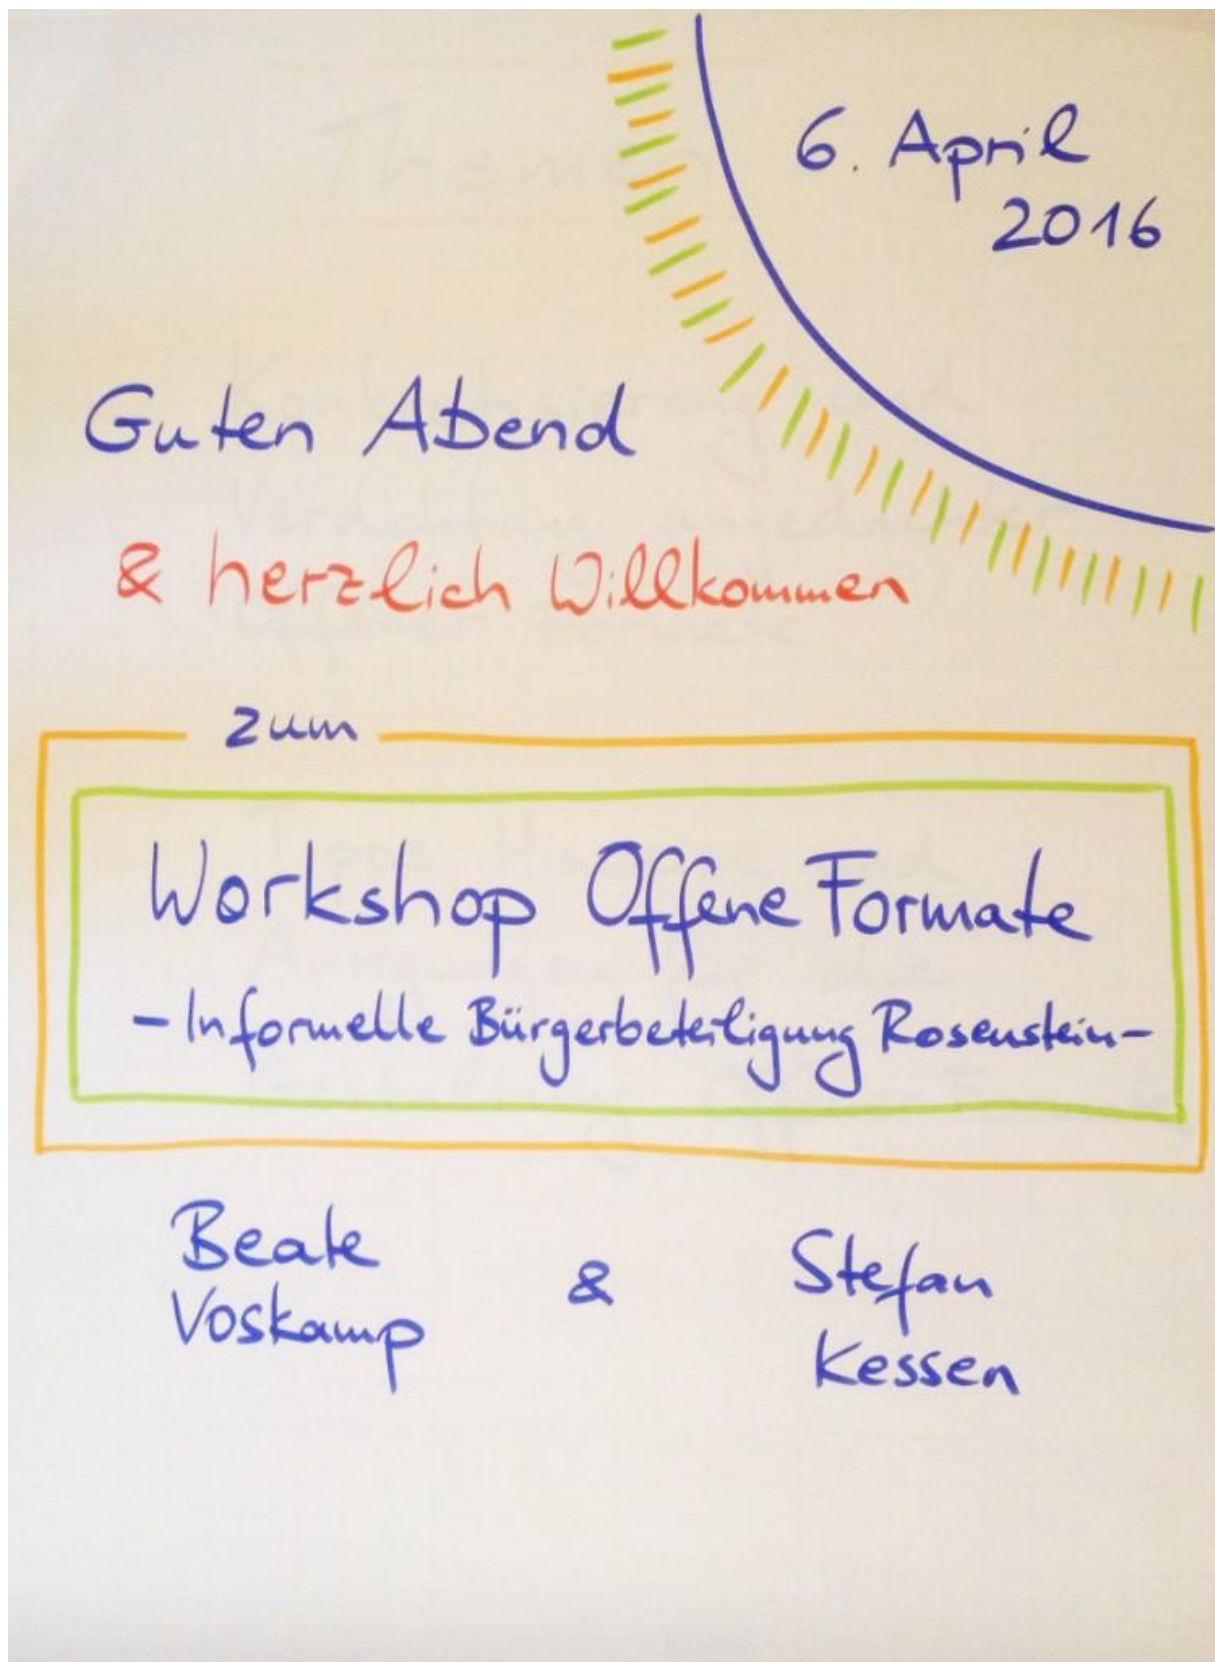 6. April
2016
Guten Abend
& herzlich Willkommen
zum
Workshop Offene Formate
- Informelle Bürgerbeteiligung Rosenstein -
Beate
Voskamp
&
Stefan
Kessen